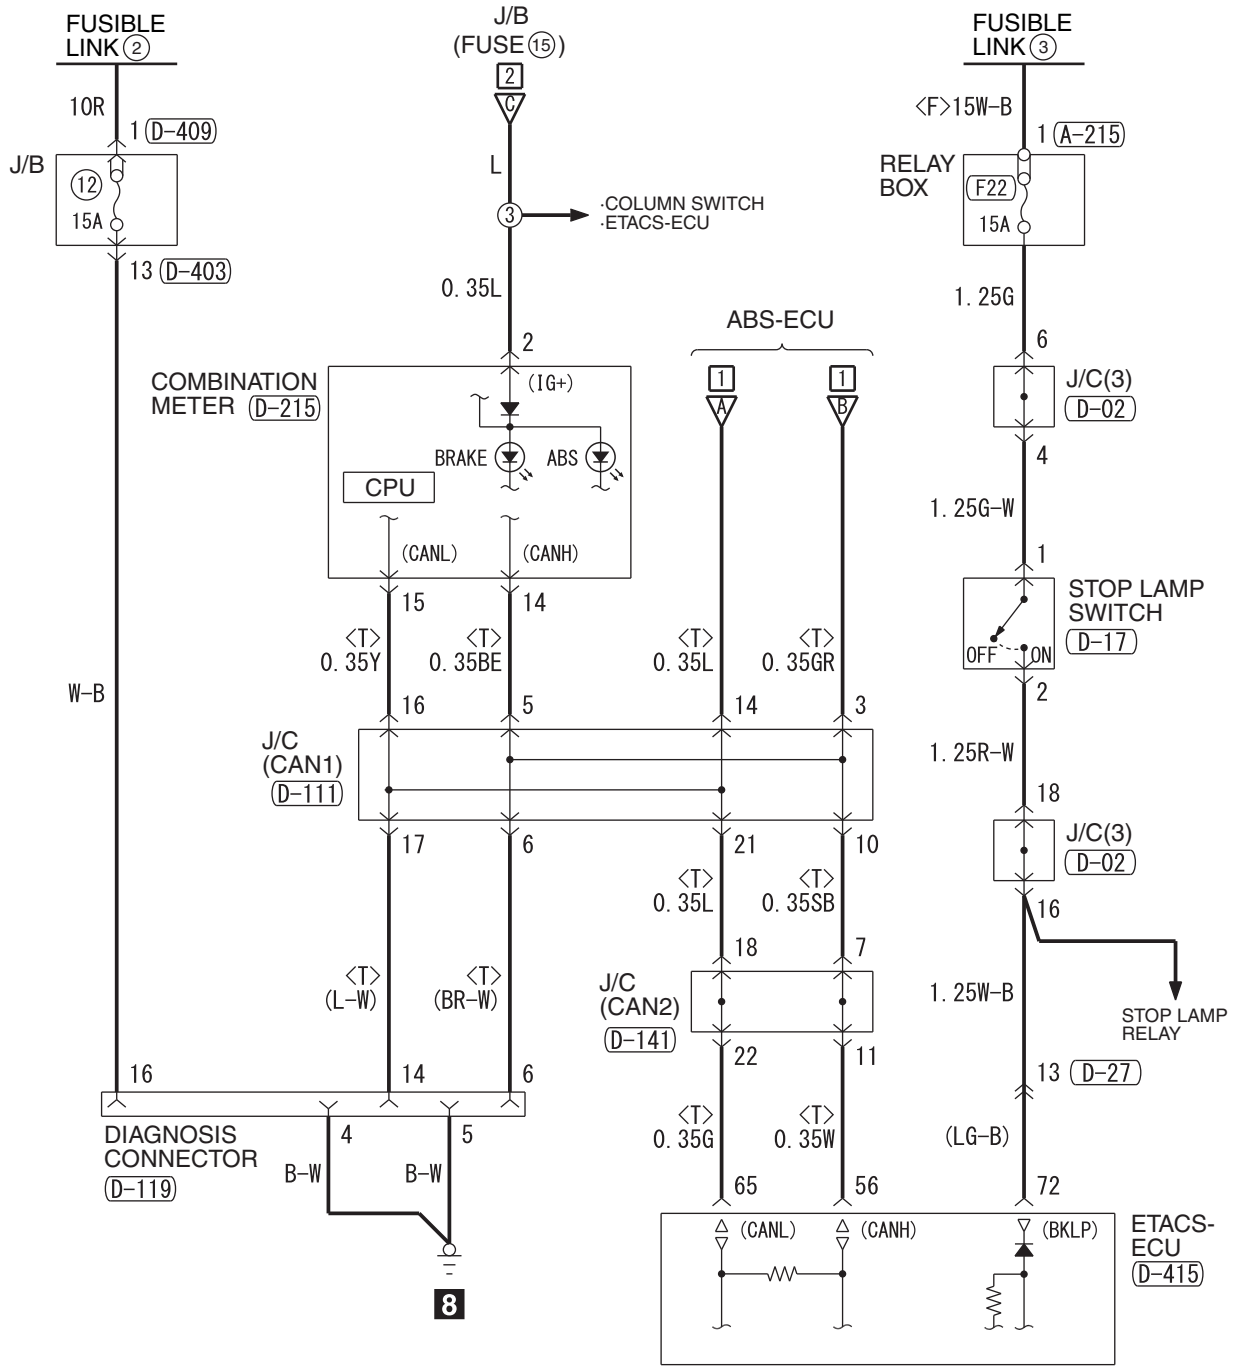 FUSIBLE
LINK ②
J/B
(FUSE ⑮)
FUSIBLE
LINK ③
2
C
10R
<F>15W-B
1 D-409
1 A-215
J/B
12
15A
L
RELAY
BOX
F22
15A
3
·COLUMN SWITCH
·ETACS-ECU
13 D-403
0.35L
1.25G
ABS-ECU
2
6
1
1
A
B
COMBINATION
METER D-215
(IG+)
BRAKE
ABS
CPU
(CANL)
(CANH)
J/C(3)
D-02
4
1.25G-W
1
15
14
<T>
0.35Y
<T>
0.35BE
<T>
0.35L
<T>
0.35GR
STOP LAMP
SWITCH
D-17
OFF
ON
2
W-B
16
5
14
3
J/C
(CAN1)
D-111
1.25R-W
18
17
6
21
10
J/C(3)
D-02
16
<T>
0.35L
<T>
0.35SB
18
7
<T>
(L-W)
<T>
(BR-W)
J/C
(CAN2)
D-141
1.25W-B
STOP LAMP
RELAY
22
11
16
14
6
13 D-27
DIAGNOSIS
CONNECTOR
D-119
4
5
B-W
B-W
<T>
0.35G
<T>
0.35W
(LG-B)
65
56
72
(CANL)
(CANH)
(BKLP)
ETACS-
ECU
D-415
8